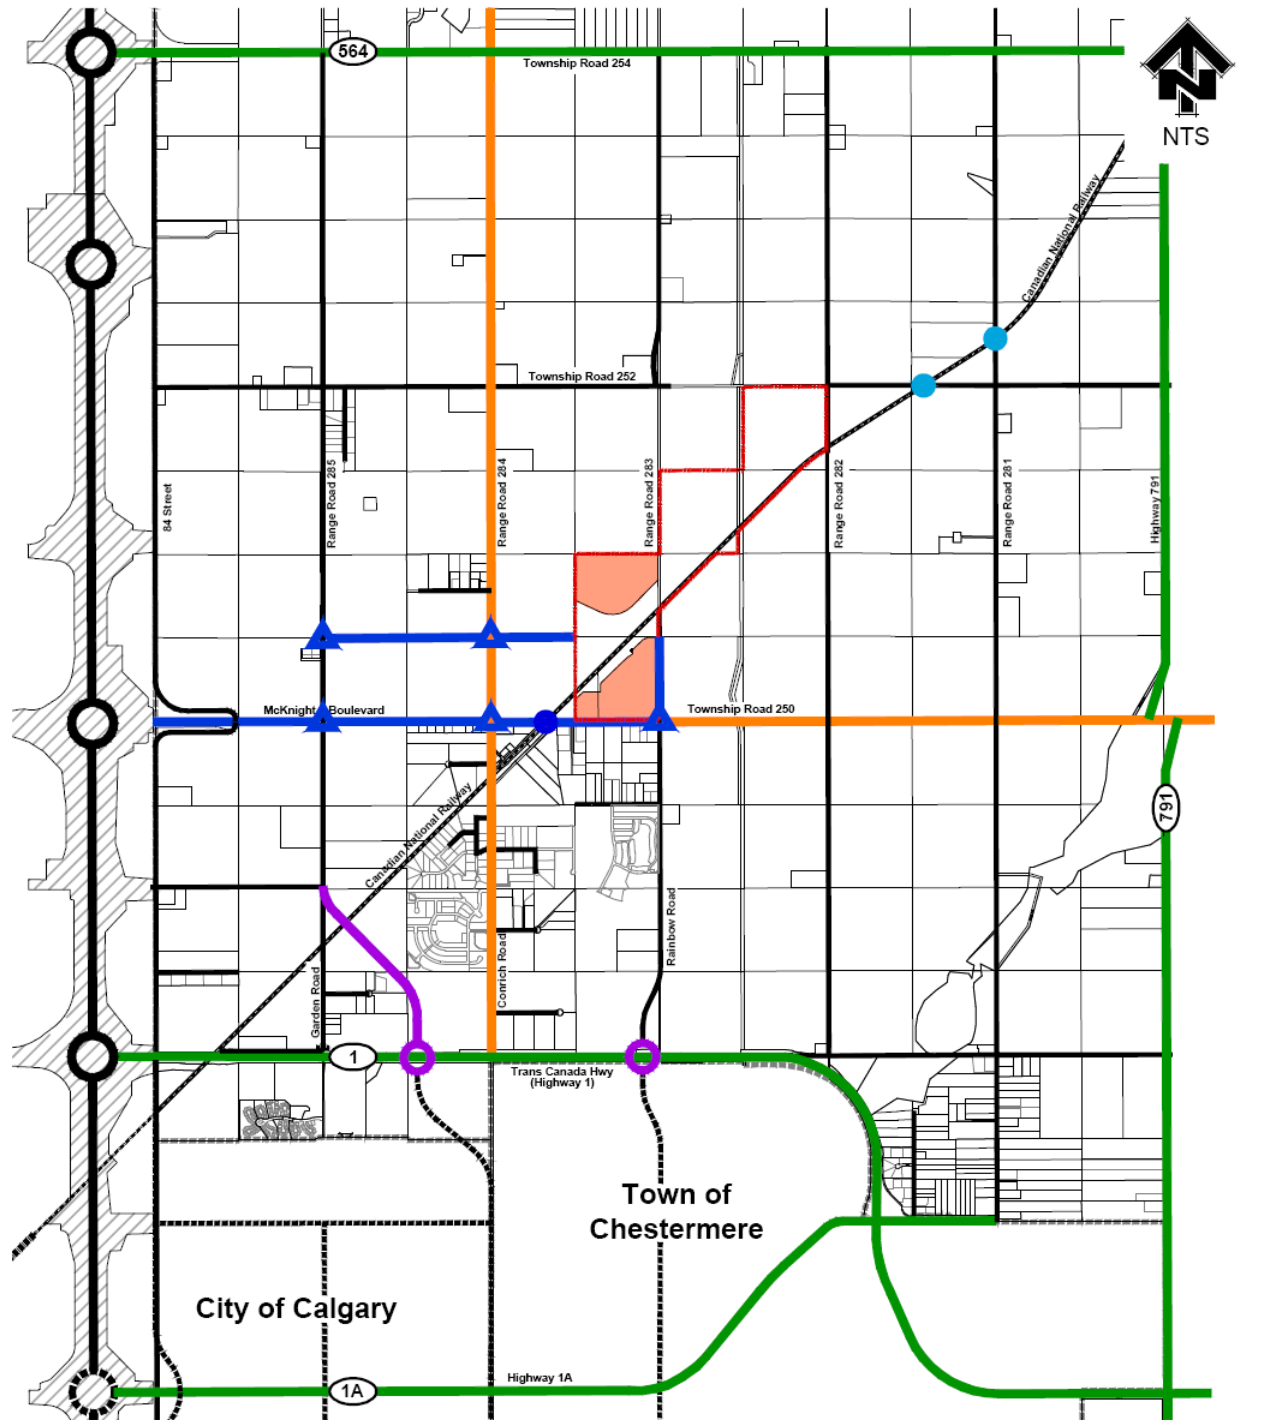 564
Township Road 254
N
NTS
Canadian National Railway
Township Road 252
84 Street
Range Road 285
Range Road 284
Range Road 283
Range Road 282
Range Road 281
Highway 791
McKnight Boulevard
Township Road 250
791
Canadian National Railway
Garden Road
Conrich Road
Rainbow Road
1
Trans Canada Hwy
(Highway 1)
Town of
Chestermere
City of Calgary
Highway 1A
1A